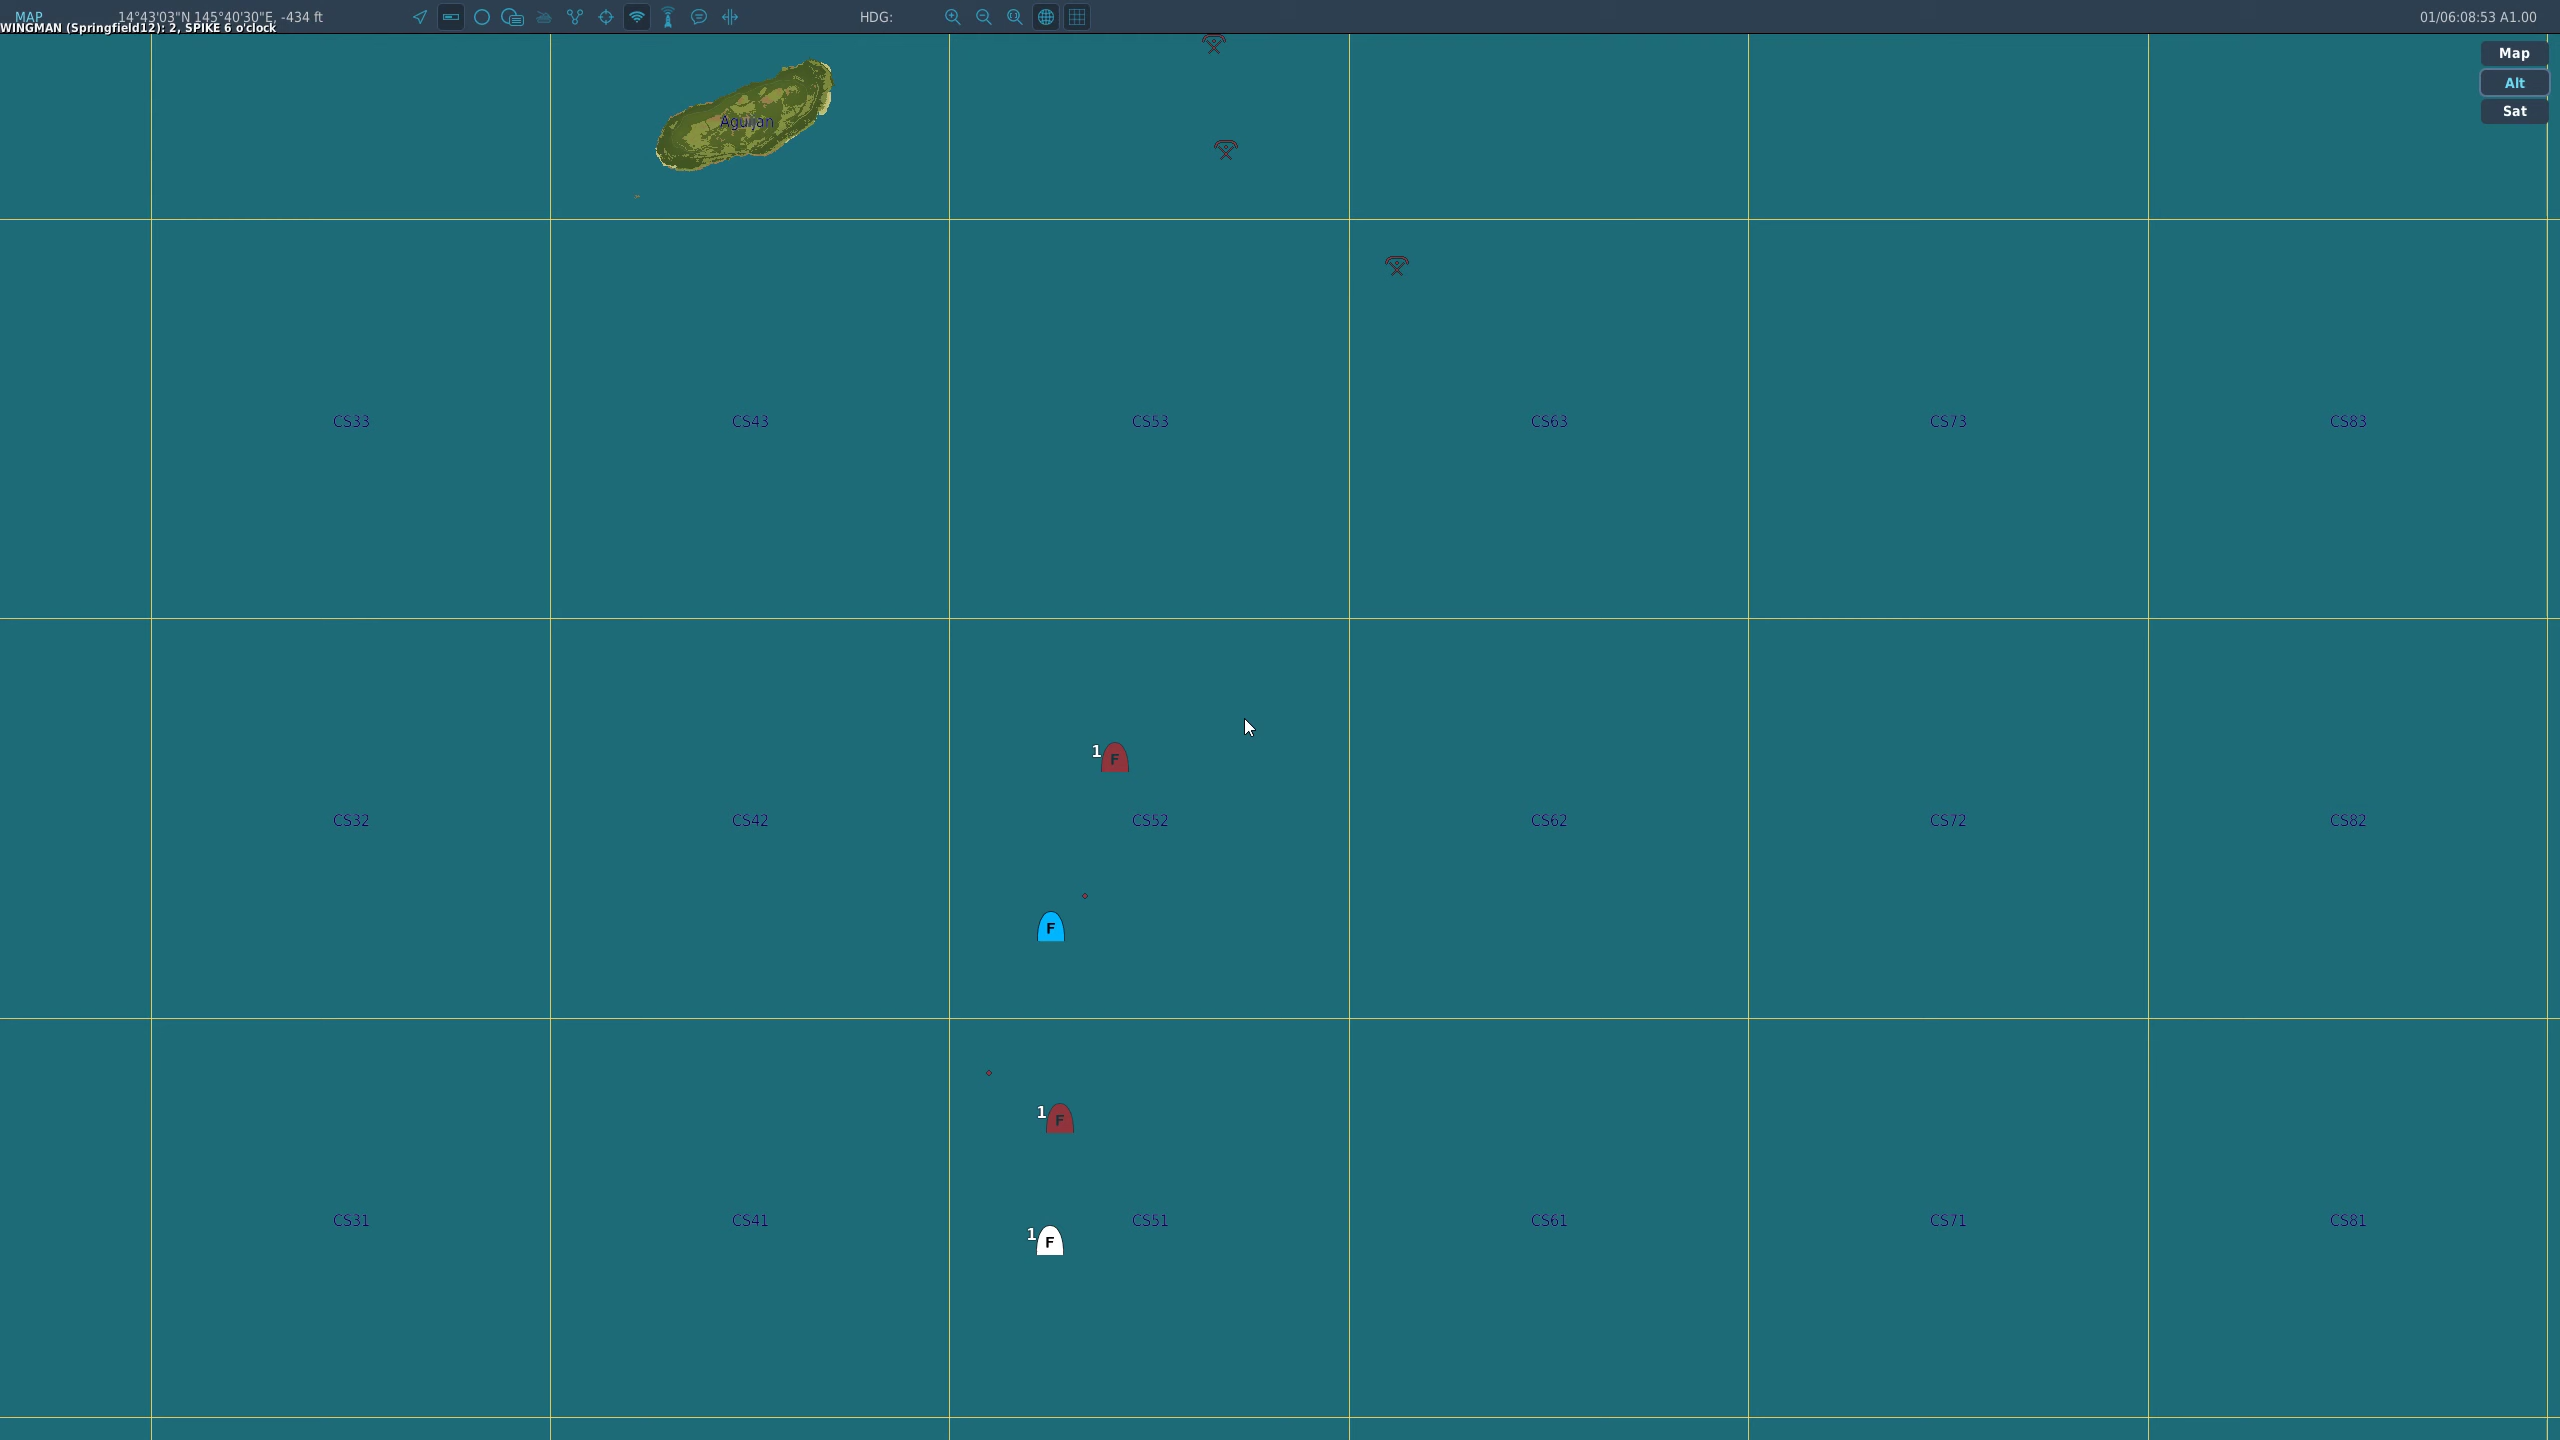 MAP 14°43'03"N 145°40'30"E, -434 ft HDG: 01/06:08:53 A1.00
WINGMAN (Springfield12): 2, SPIKE 6 o'clock
Map
Alt
Sat
Aguijan
CS33 CS43 CS53 CS63 CS73 CS83
1 F
CS32 CS42 CS52 CS62 CS72 CS82
F
1 F
CS31 CS41 CS51 CS61 CS71 CS81
1 F